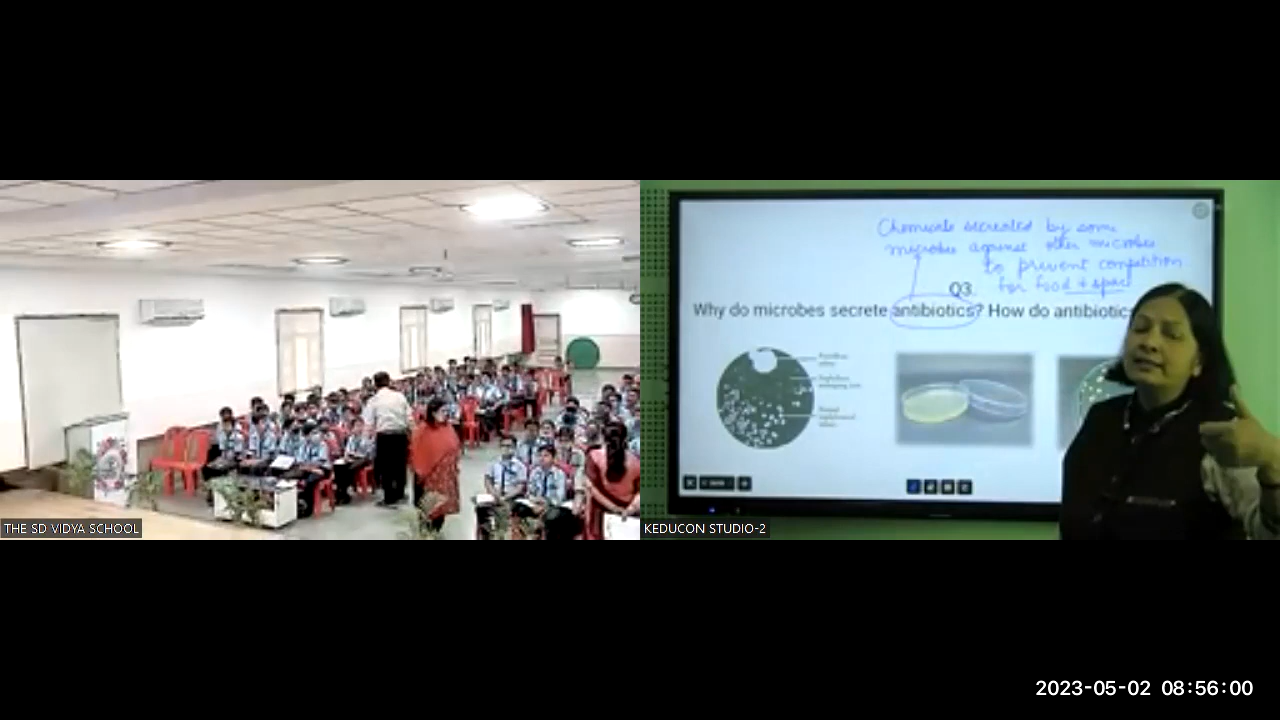 Chemicals secreated by some
microbes against other microbes
to prevent competition
for food & space
Q3.
Why do microbes secrete antibiotics? How do antibiotics
THE SD VIDYA SCHOOL
KEDUCON STUDIO-2
2023-05-02 08:56:00